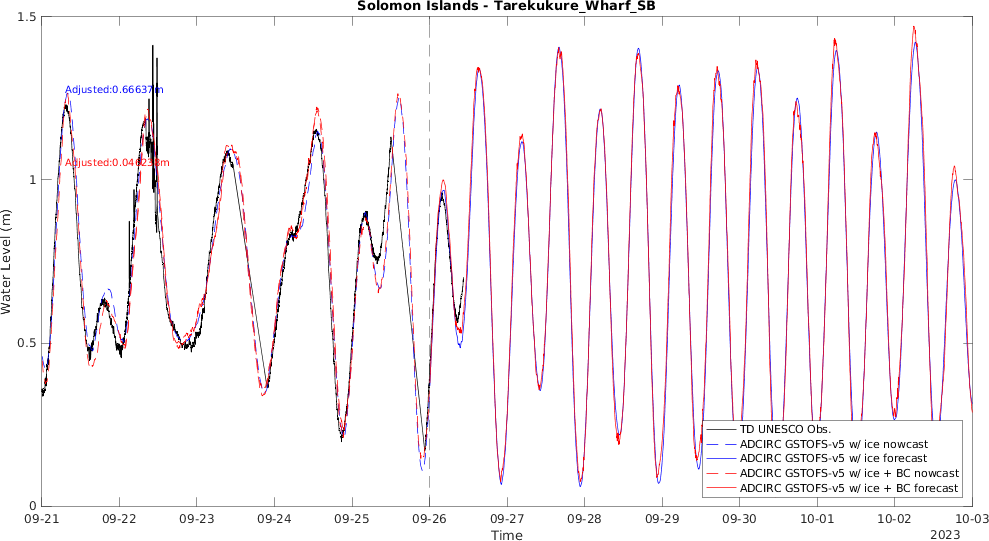 Solomon Islands - Tarekukure_Wharf_SB
Water Level (m)
1.5
1
0.5
0
Adjusted:0.66637m
TD UNESCO Obs.
ADCIRC GSTOFS-v5 w/ ice nowcast
ADCIRC GSTOFS-v5 w/ ice forecast
ADCIRC GSTOFS-v5 w/ ice + BC nowcast
ADCIRC GSTOFS-v5 w/ ice + BC forecast
09-21 09-22 09-23 09-24 09-25 09-26 09-27 09-28 09-29 09-30 10-01 10-02 10-03
Time
2023